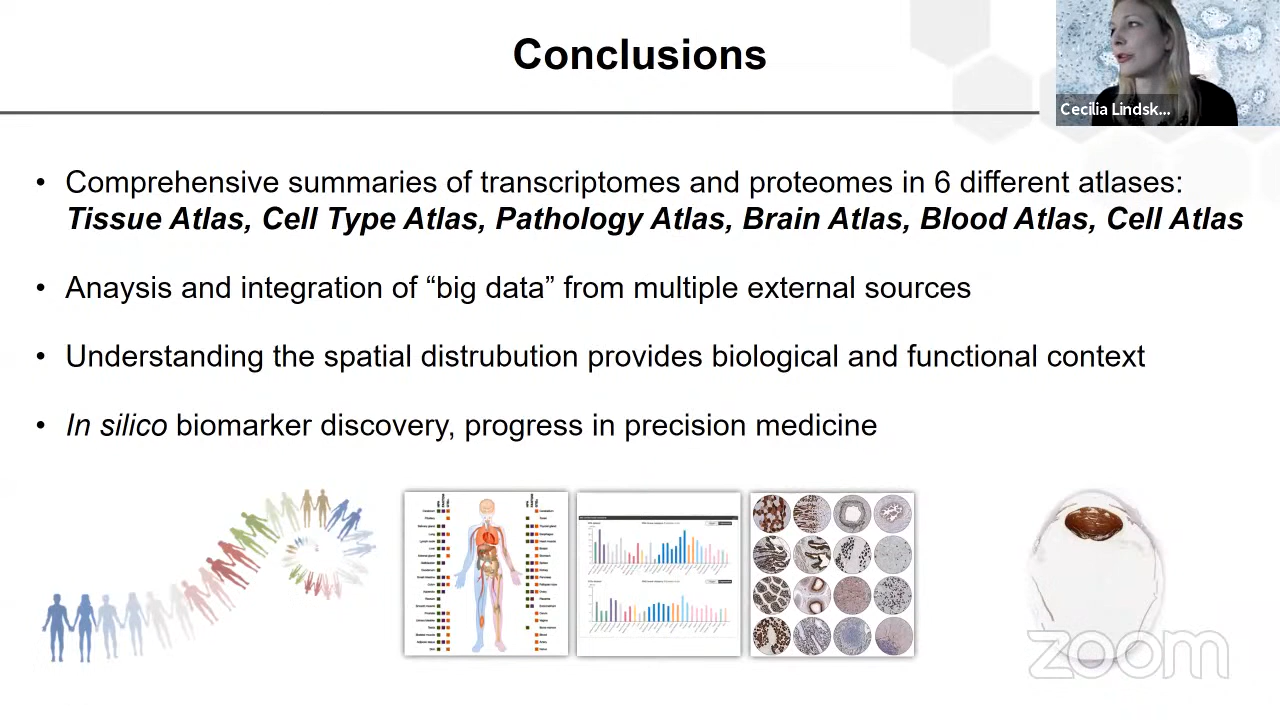 Conclusions
Cecilia Lindsk...
• Comprehensive summaries of transcriptomes and proteomes in 6 different atlases:
Tissue Atlas, Cell Type Atlas, Pathology Atlas, Brain Atlas, Blood Atlas, Cell Atlas
• Anaysis and integration of “big data” from multiple external sources
• Understanding the spatial distrubution provides biological and functional context
• In silico biomarker discovery, progress in precision medicine
zoom